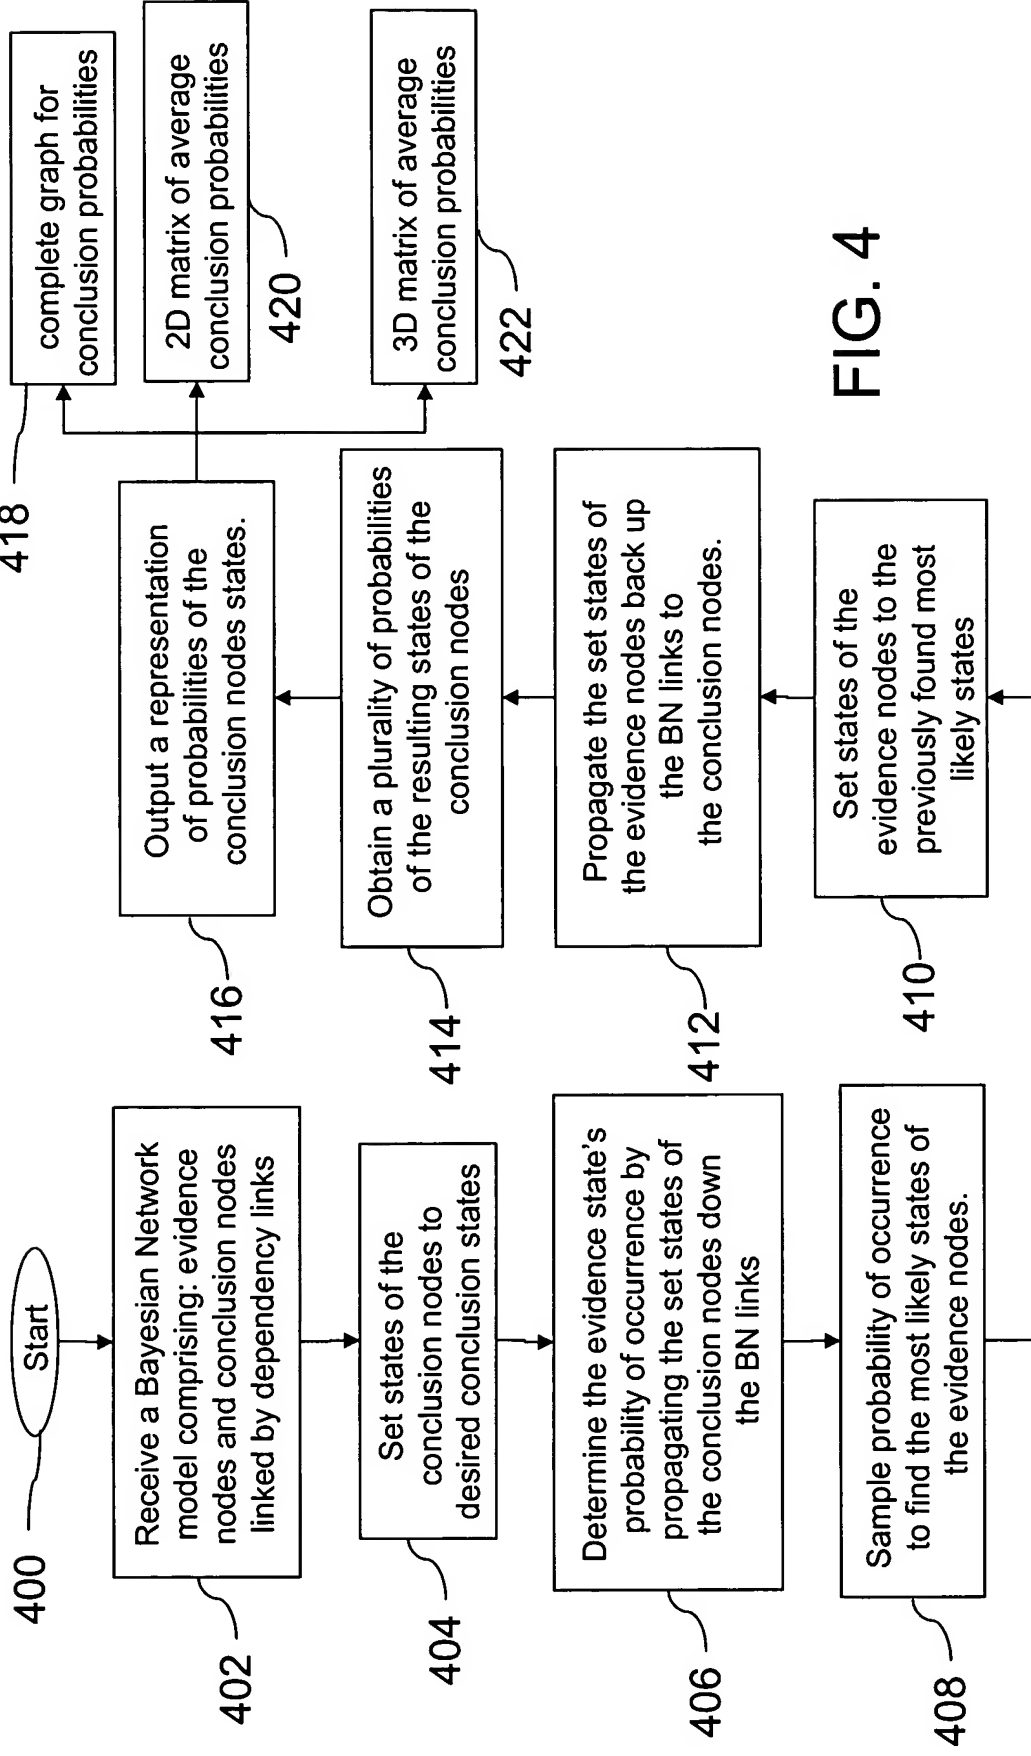 400
Start
402
Receive a Bayesian Network
model comprising: evidence
nodes and conclusion nodes
linked by dependency links
404
Set states of the
conclusion nodes to
desired conclusion states
406
Determine the evidence state's
probability of occurrence by
propagating the set states of
the conclusion nodes down
the BN links
408
Sample probability of occurrence
to find the most likely states of
the evidence nodes.
410
Set states of the
evidence nodes to the
previously found most
likely states
412
Propagate the set states of
the evidence nodes back up
the BN links to
the conclusion nodes.
414
Obtain a plurality of probabilities
of the resulting states of the
conclusion nodes
416
Output a representation
of probabilities of the
conclusion nodes states.
418
complete graph for
conclusion probabilities
420
2D matrix of average
conclusion probabilities
422
3D matrix of average
conclusion probabilities
FIG. 4